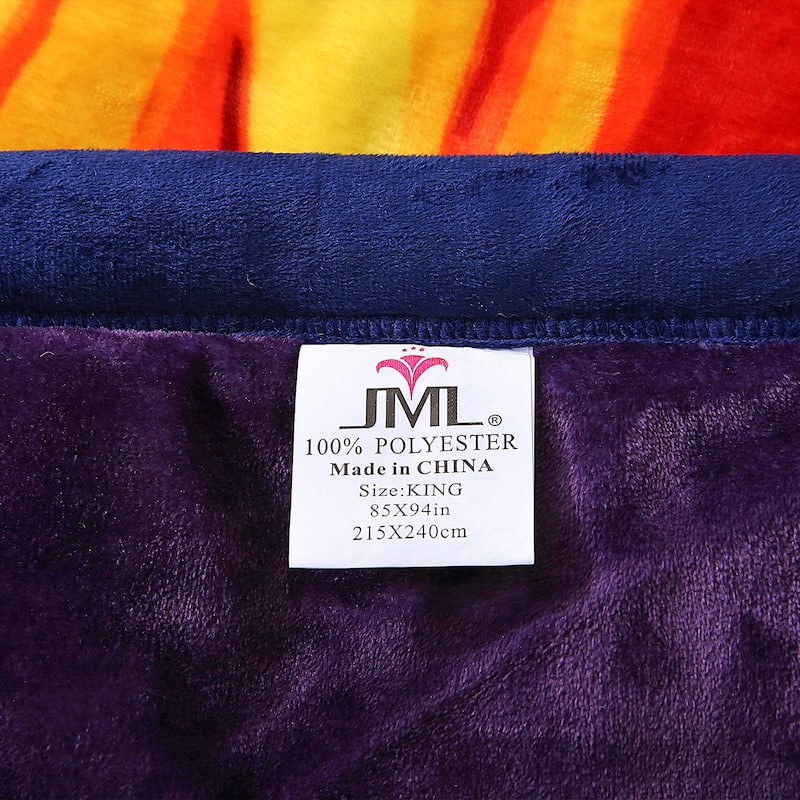 JML®
100% POLYESTER
Made in CHINA
Size:KING
85X94in
215X240cm